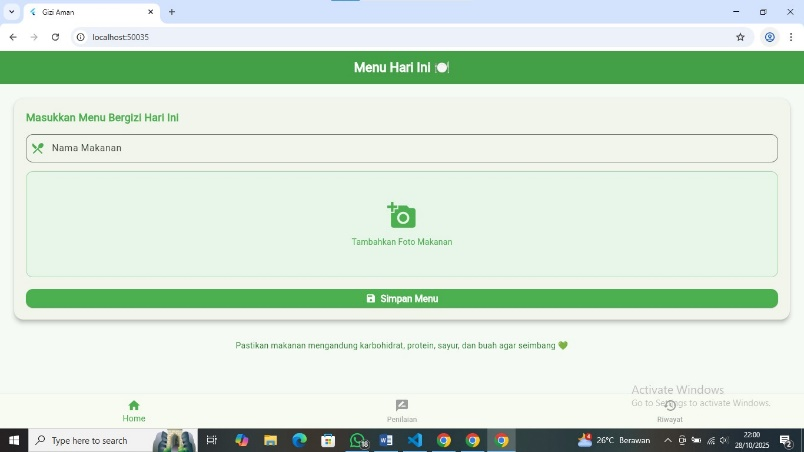 Gizi Aman
localhost:50035
Menu Hari Ini 🍽
Masukkan Menu Bergizi Hari Ini
Nama Makanan
Tambahkan Foto Makanan
Simpan Menu
Pastikan makanan mengandung karbohidrat, protein, sayur, dan buah agar seimbang 💚
Activate Windows
Go to Settings to activate Windows.
Home
Penilaian
Riwayat
Type here to search
26°C Berawan
22:00
28/10/2025
2